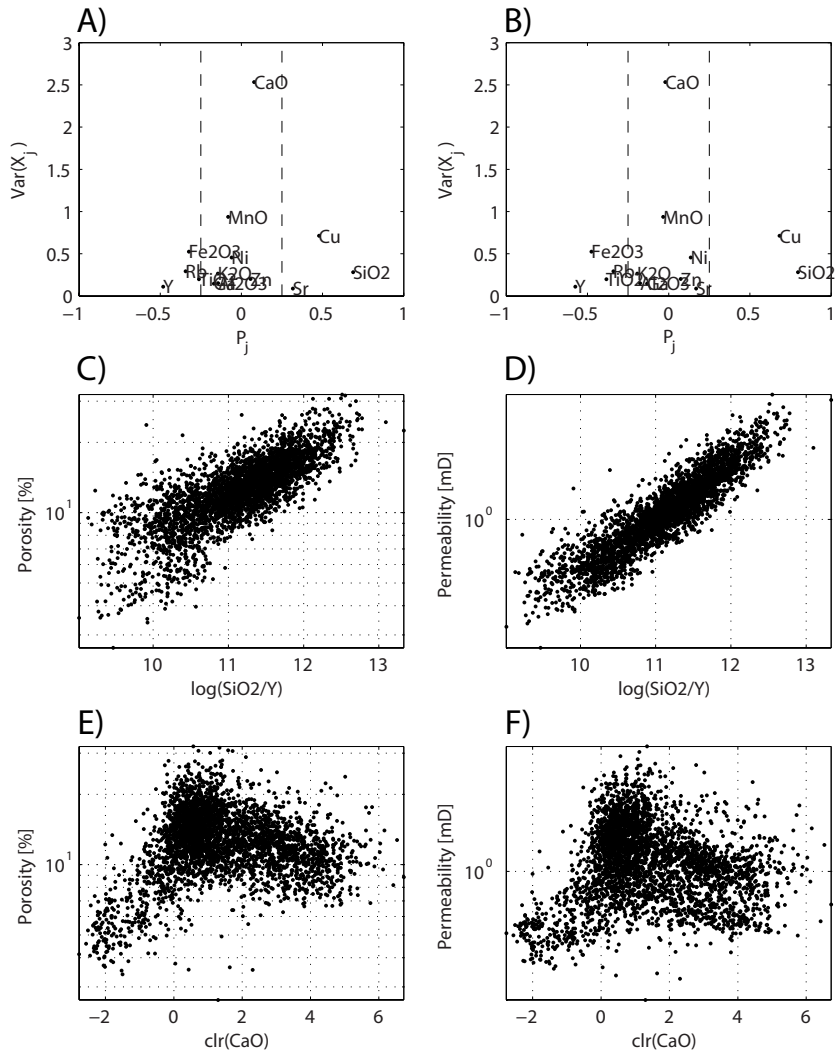 A)
3
2.5
2
1.5
1
0.5
0
Var(X_j)
CaO
MnO
Cu
Fe2O3
Ni
Rb
K2O
SiO2
Zn
Y
Sr
−1
−0.5
0
0.5
1
P_j
B)
3
2.5
2
1.5
1
0.5
0
Var(X_j)
CaO
MnO
Cu
Fe2O3
Ni
Rb
K2O
SiO2
TiO2
Zn
Y
Sr
−1
−0.5
0
0.5
1
P_j
C)
Porosity [%]
10^1
10
11
12
13
log(SiO2/Y)
D)
Permeability [mD]
10^0
10
11
12
13
log(SiO2/Y)
E)
Porosity [%]
10^1
−2
0
2
4
6
clr(CaO)
F)
Permeability [mD]
10^0
−2
0
2
4
6
clr(CaO)